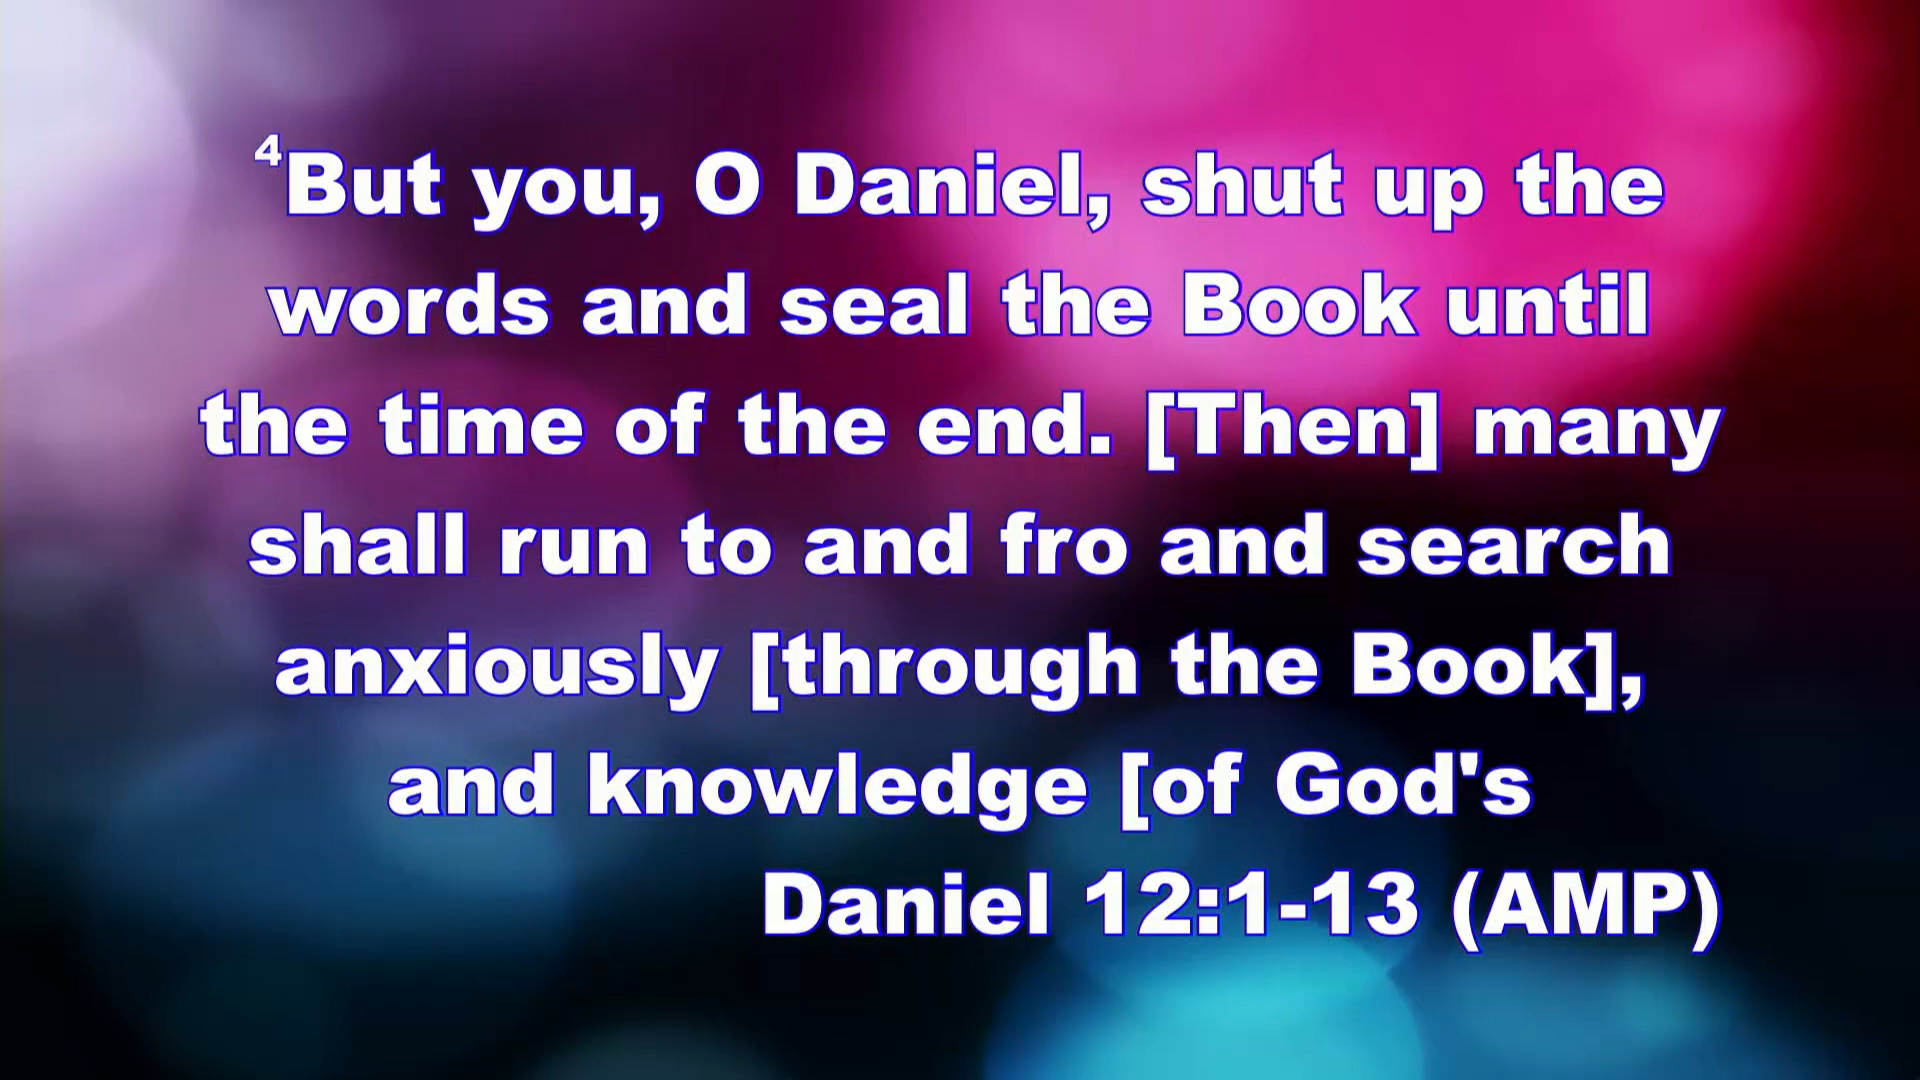 4But you, O Daniel, shut up the
words and seal the Book until
the time of the end. [Then] many
shall run to and fro and search
anxiously [through the Book],
and knowledge [of God's
Daniel 12:1-13 (AMP)